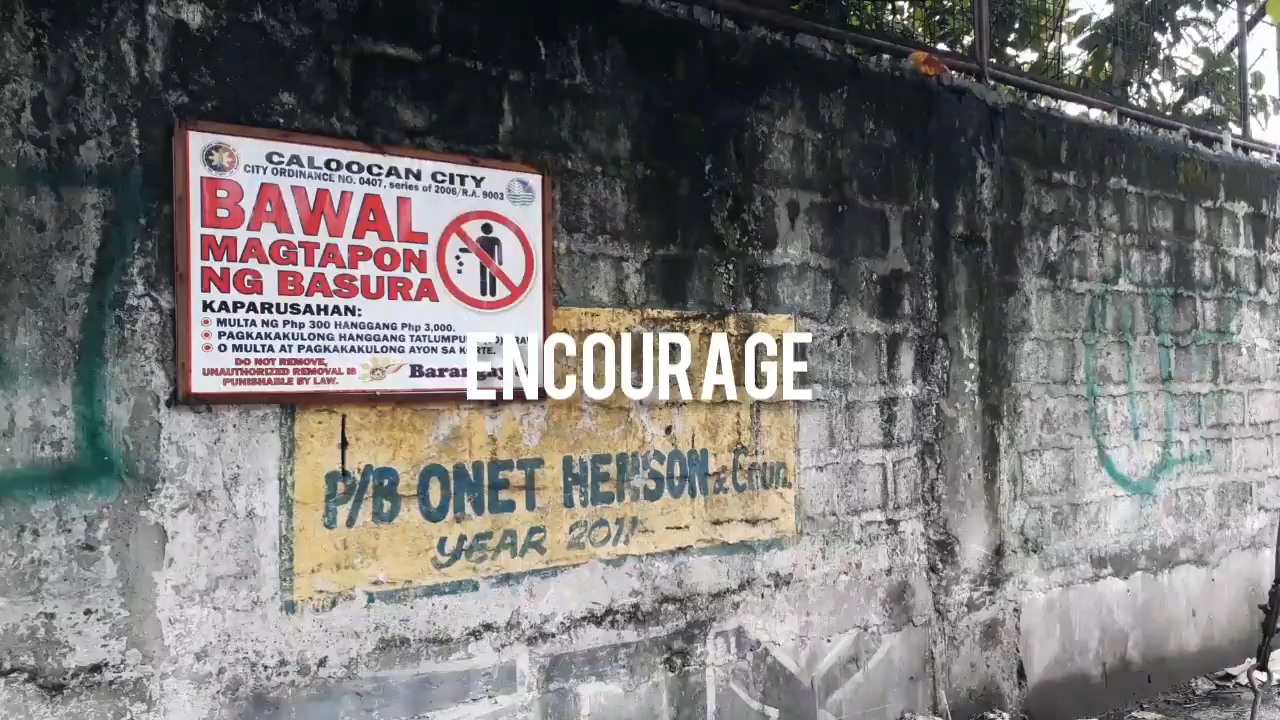 CALOOCAN CITY
CITY ORDINANCE NO. 0407, series of 2006/R.A. 9003
BAWAL
MAGTAPON
NG BASURA
KAPARUSAHAN:
MULTA NG Php 300 HANGGANG Php 3,000.
PAGKAKAKULONG HANGGANG TATLUMPU
O MULTA AT PAGKAKAKULONG AYON SA
DO NOT REMOVE,
UNAUTHORIZED REMOVAL IS
PUNISHABLE BY LAW.
Barangay
ENCOURAGE
P/B ONET HENSON & Coun.
YEAR 2011